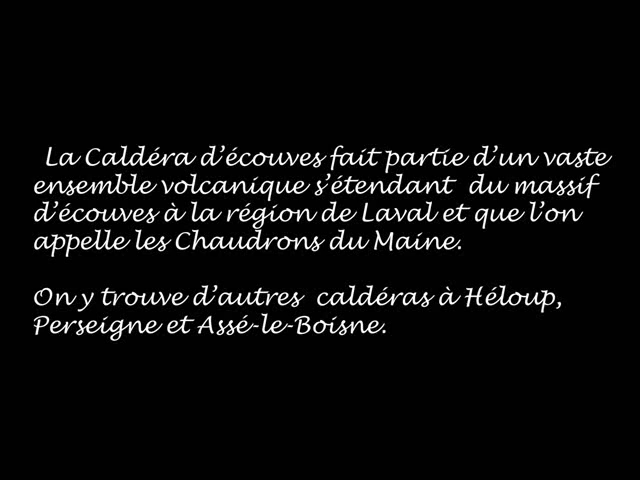 La Caldéra d'écouves fait partie d'un vaste
ensemble volcanique s'étendant du massif
d'écouves à la région de Laval et que l'on
appelle les Chaudrons du Maine.
On y trouve d'autres caldéras à Héloup,
Perseigne et Assé-le-Boisne.